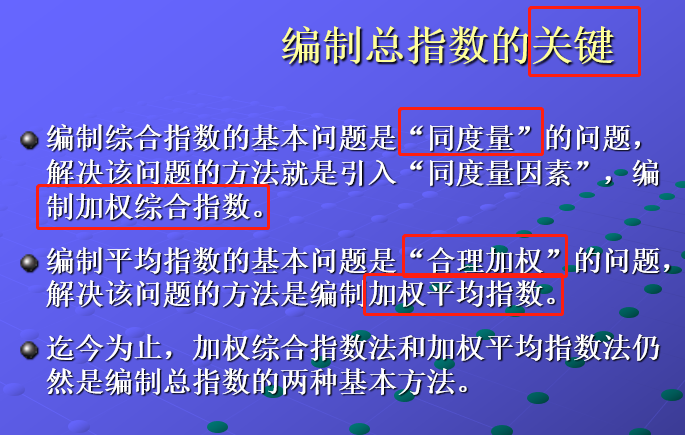 编制总指数的关键
编制综合指数的基本问题是“同度量”的问题，
解决该问题的方法就是引入“同度量因素”，编
制加权综合指数。
编制平均指数的基本问题是“合理加权”的问题，
解决该问题的方法是编制加权平均指数。
迄今为止，加权综合指数法和加权平均指数法仍
然是编制总指数的两种基本方法。